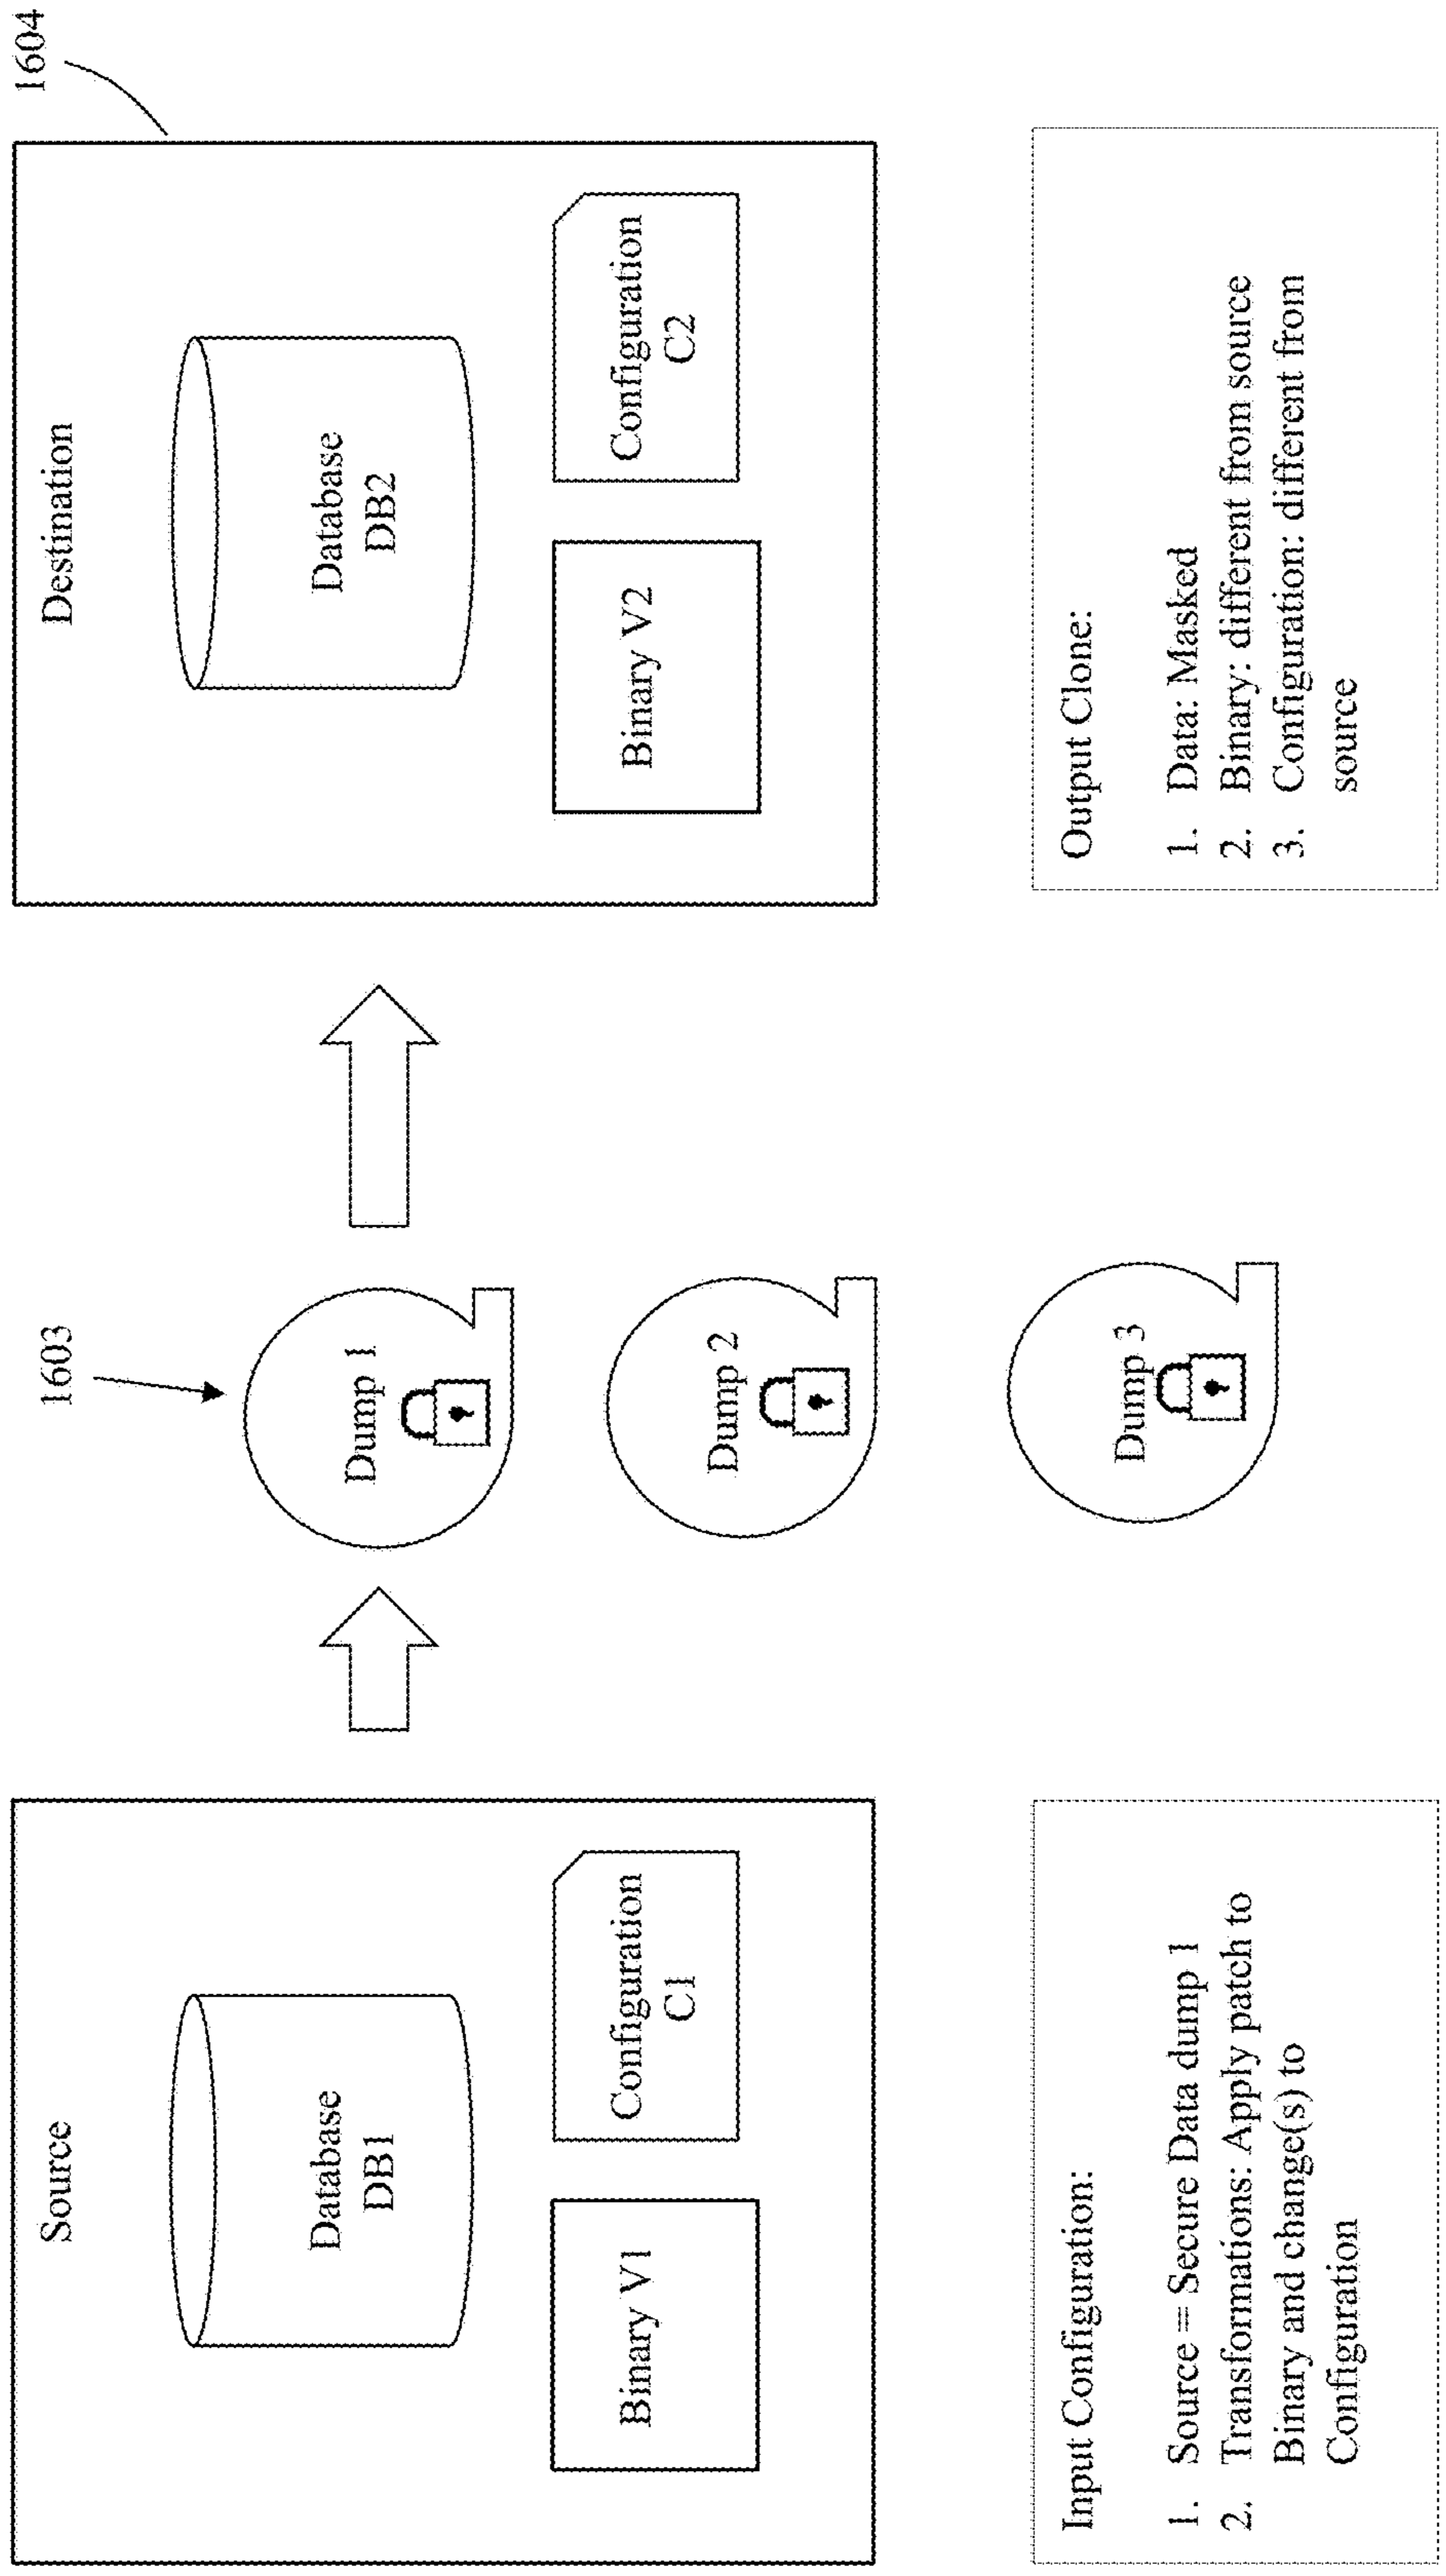 Source
Database
DB1
Binary V1
Configuration
C1
Input Configuration:
1. Source = Secure Data dump 1
2. Transformations: Apply patch to
Binary and change(s) to
Configuration
1603
Dump 1
Dump 2
Dump 3
1604
Destination
Database
DB2
Binary V2
Configuration
C2
Output Clone:
1. Data: Masked
2. Binary: different from source
3. Configuration: different from
source